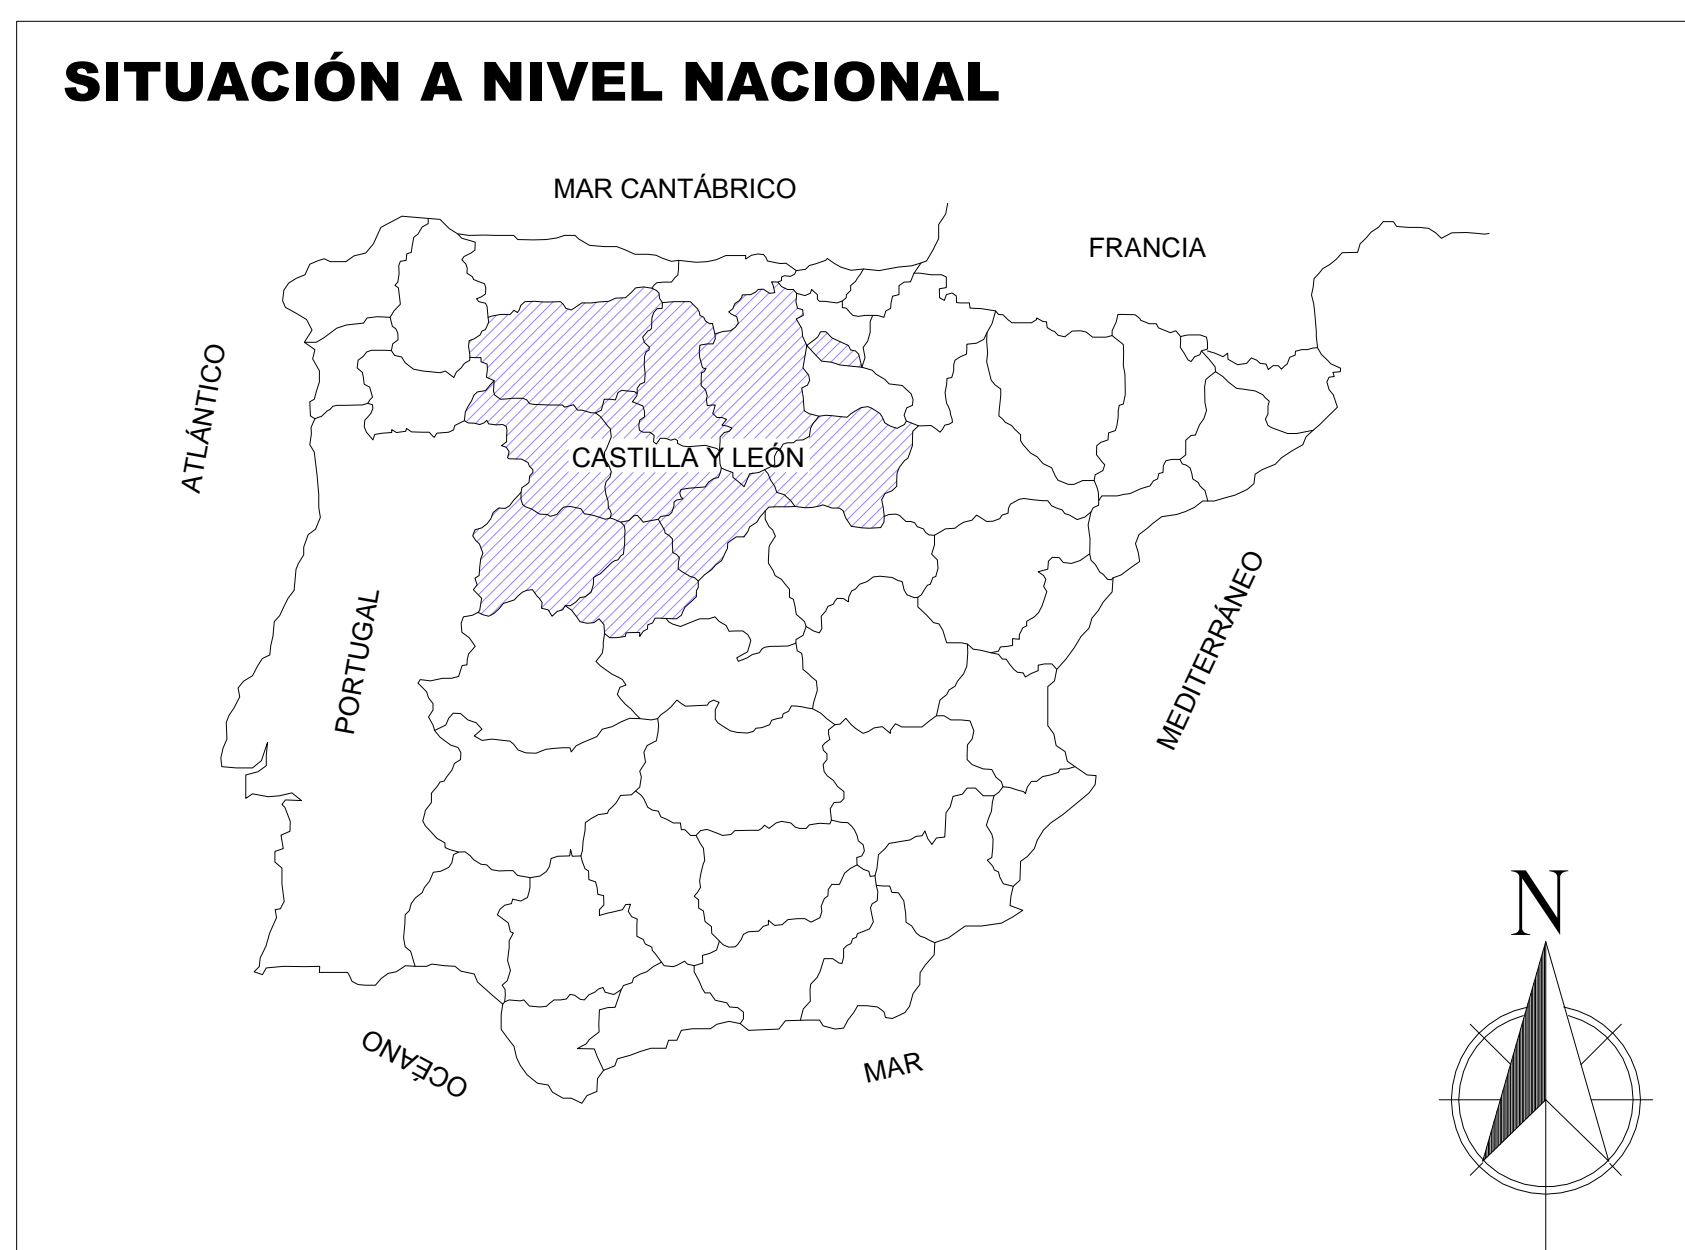 SITUACIÓN A NIVEL NACIONAL
MAR CANTÁBRICO
FRANCIA
ATLÁNTICO
CASTILLA Y LEÓN
PORTUGAL
MEDITERRÁNEO
N
OCÉANO
MAR